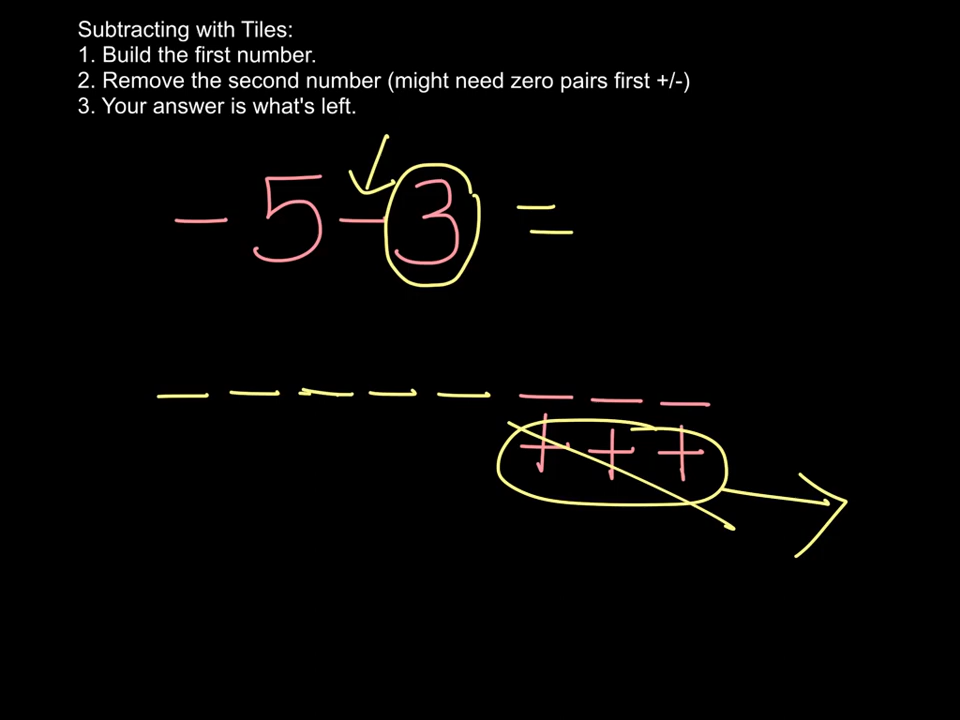 Subtracting with Tiles:
1. Build the first number.
2. Remove the second number (might need zero pairs first +/-)
3. Your answer is what's left.
- 5 - 3 =
- - - - - - - -
+ + +